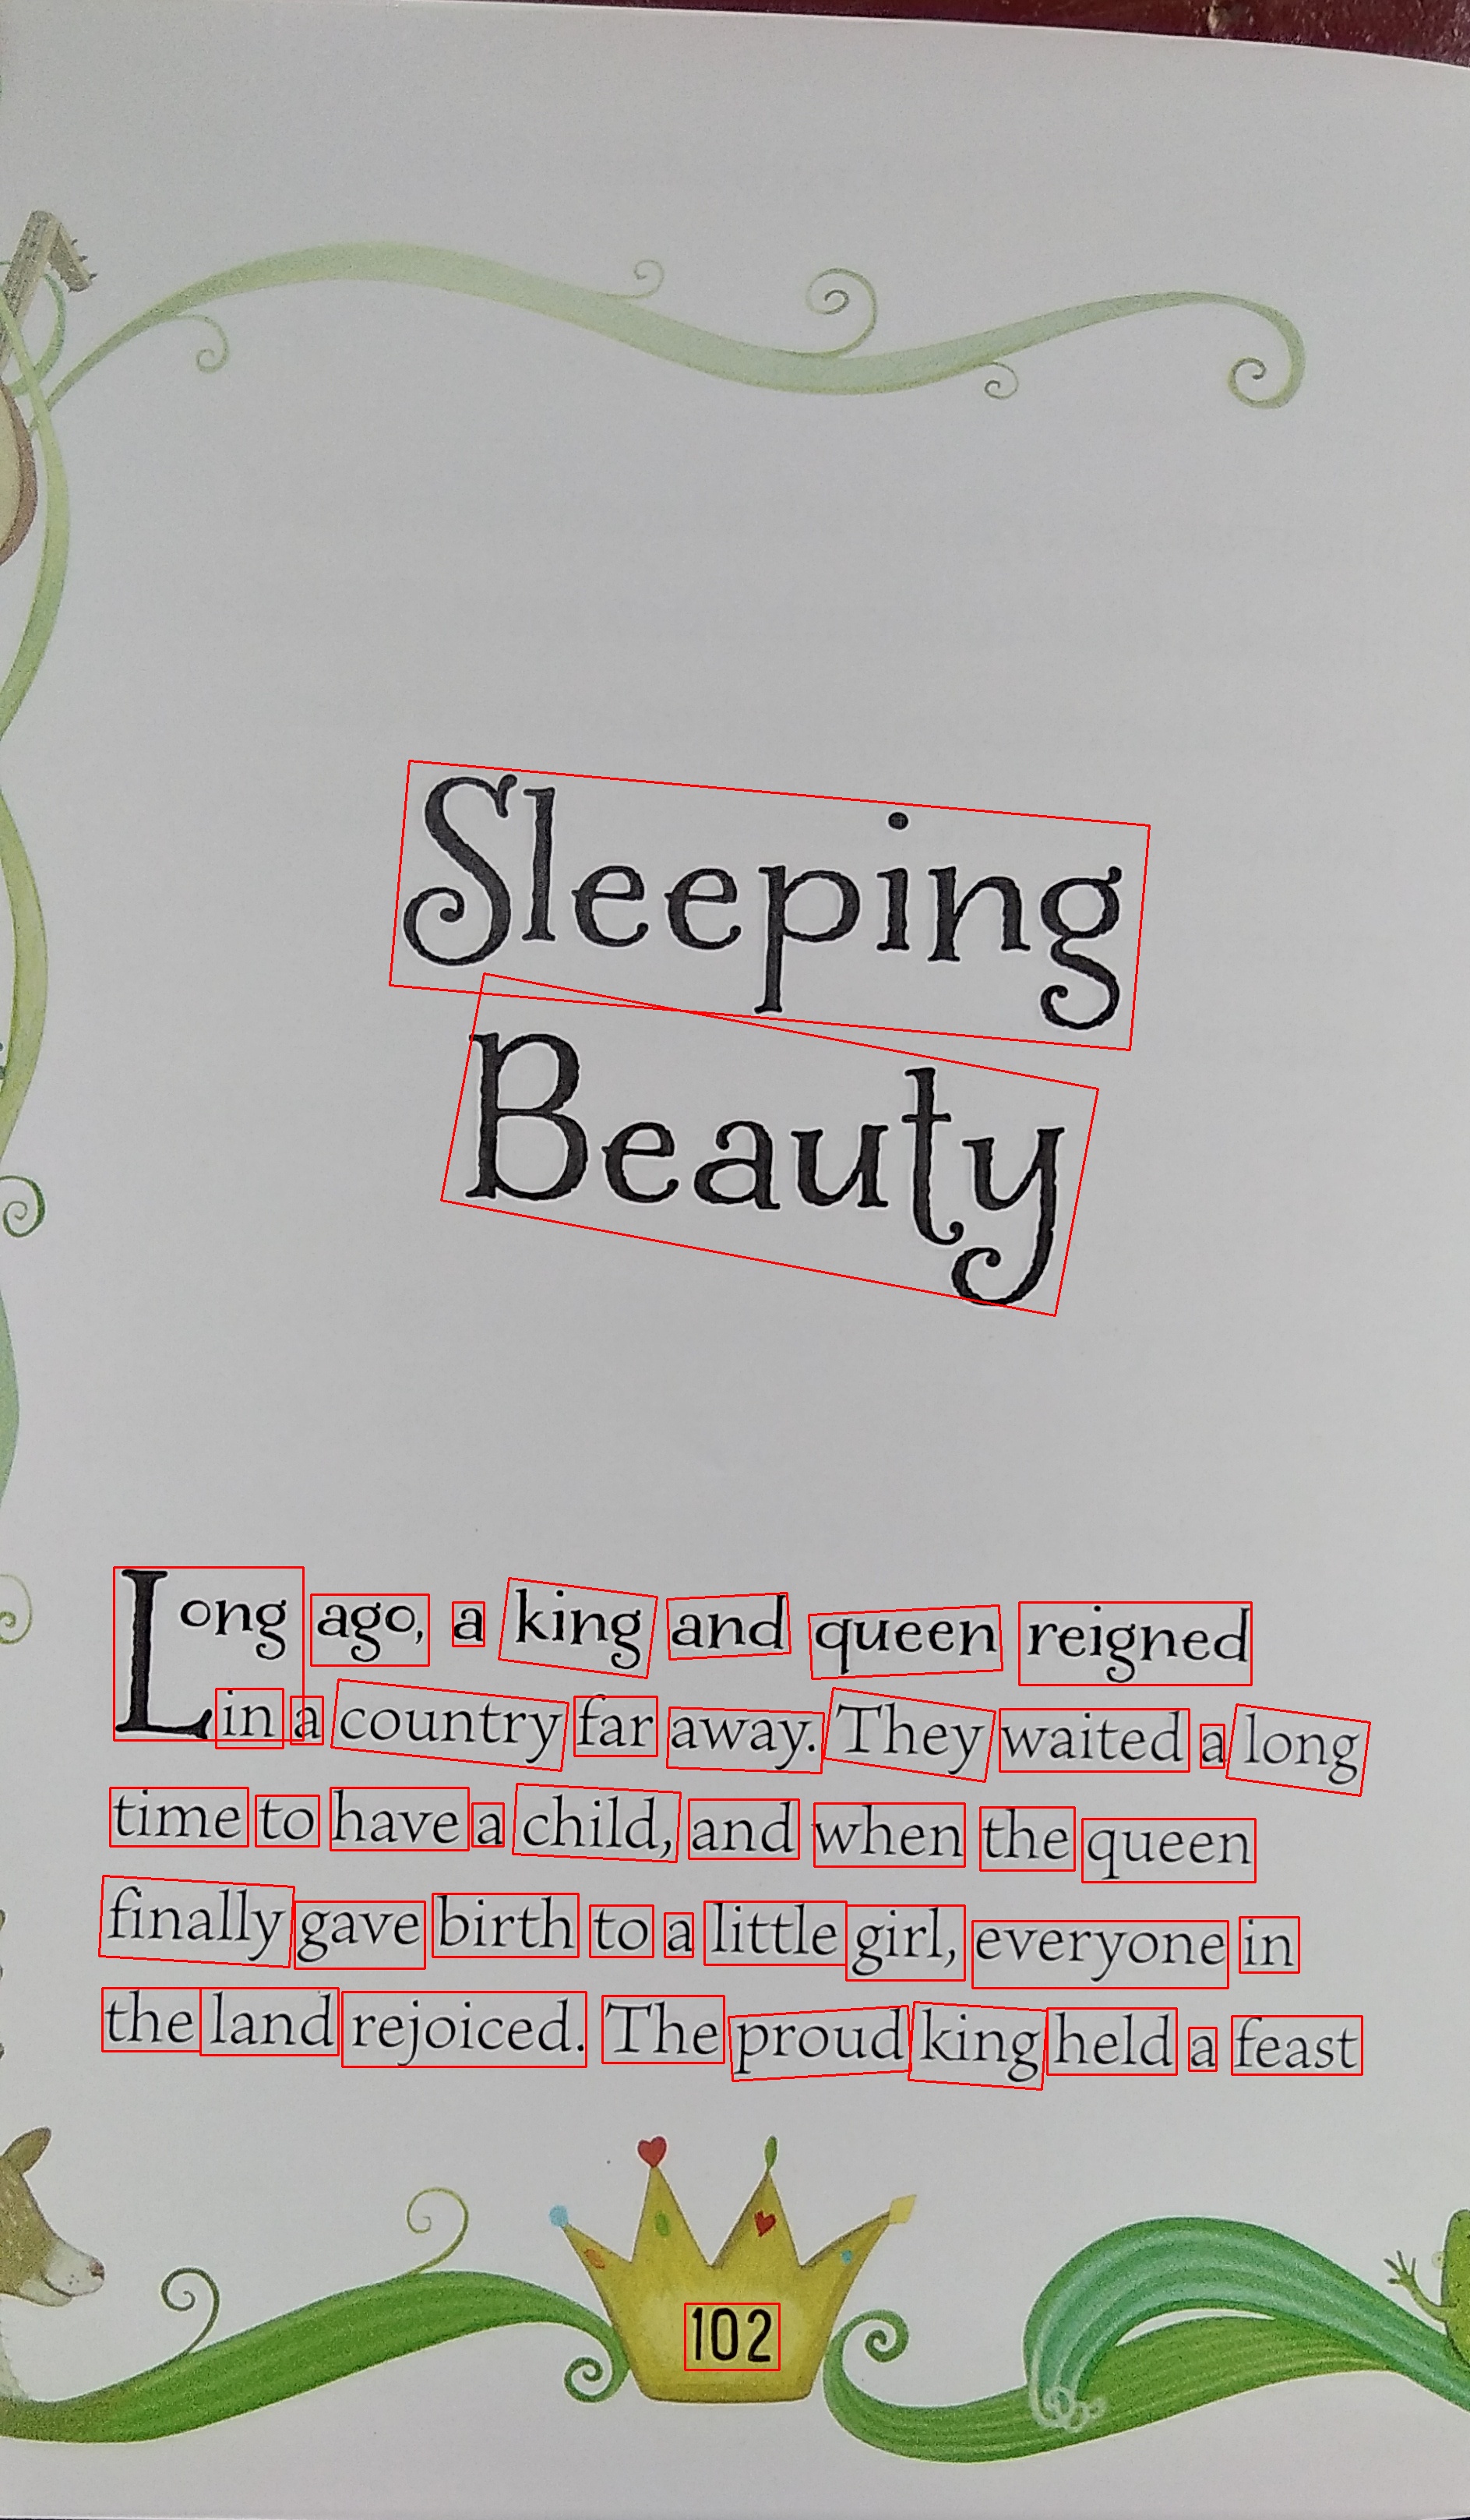 Sleeping
Beauty
Long ago, a king and queen reigned
in a country far away. They waited a long
time to have a child, and when the queen
finally gave birth to a little girl, everyone in
the land rejoiced. The proud king held a feast
102